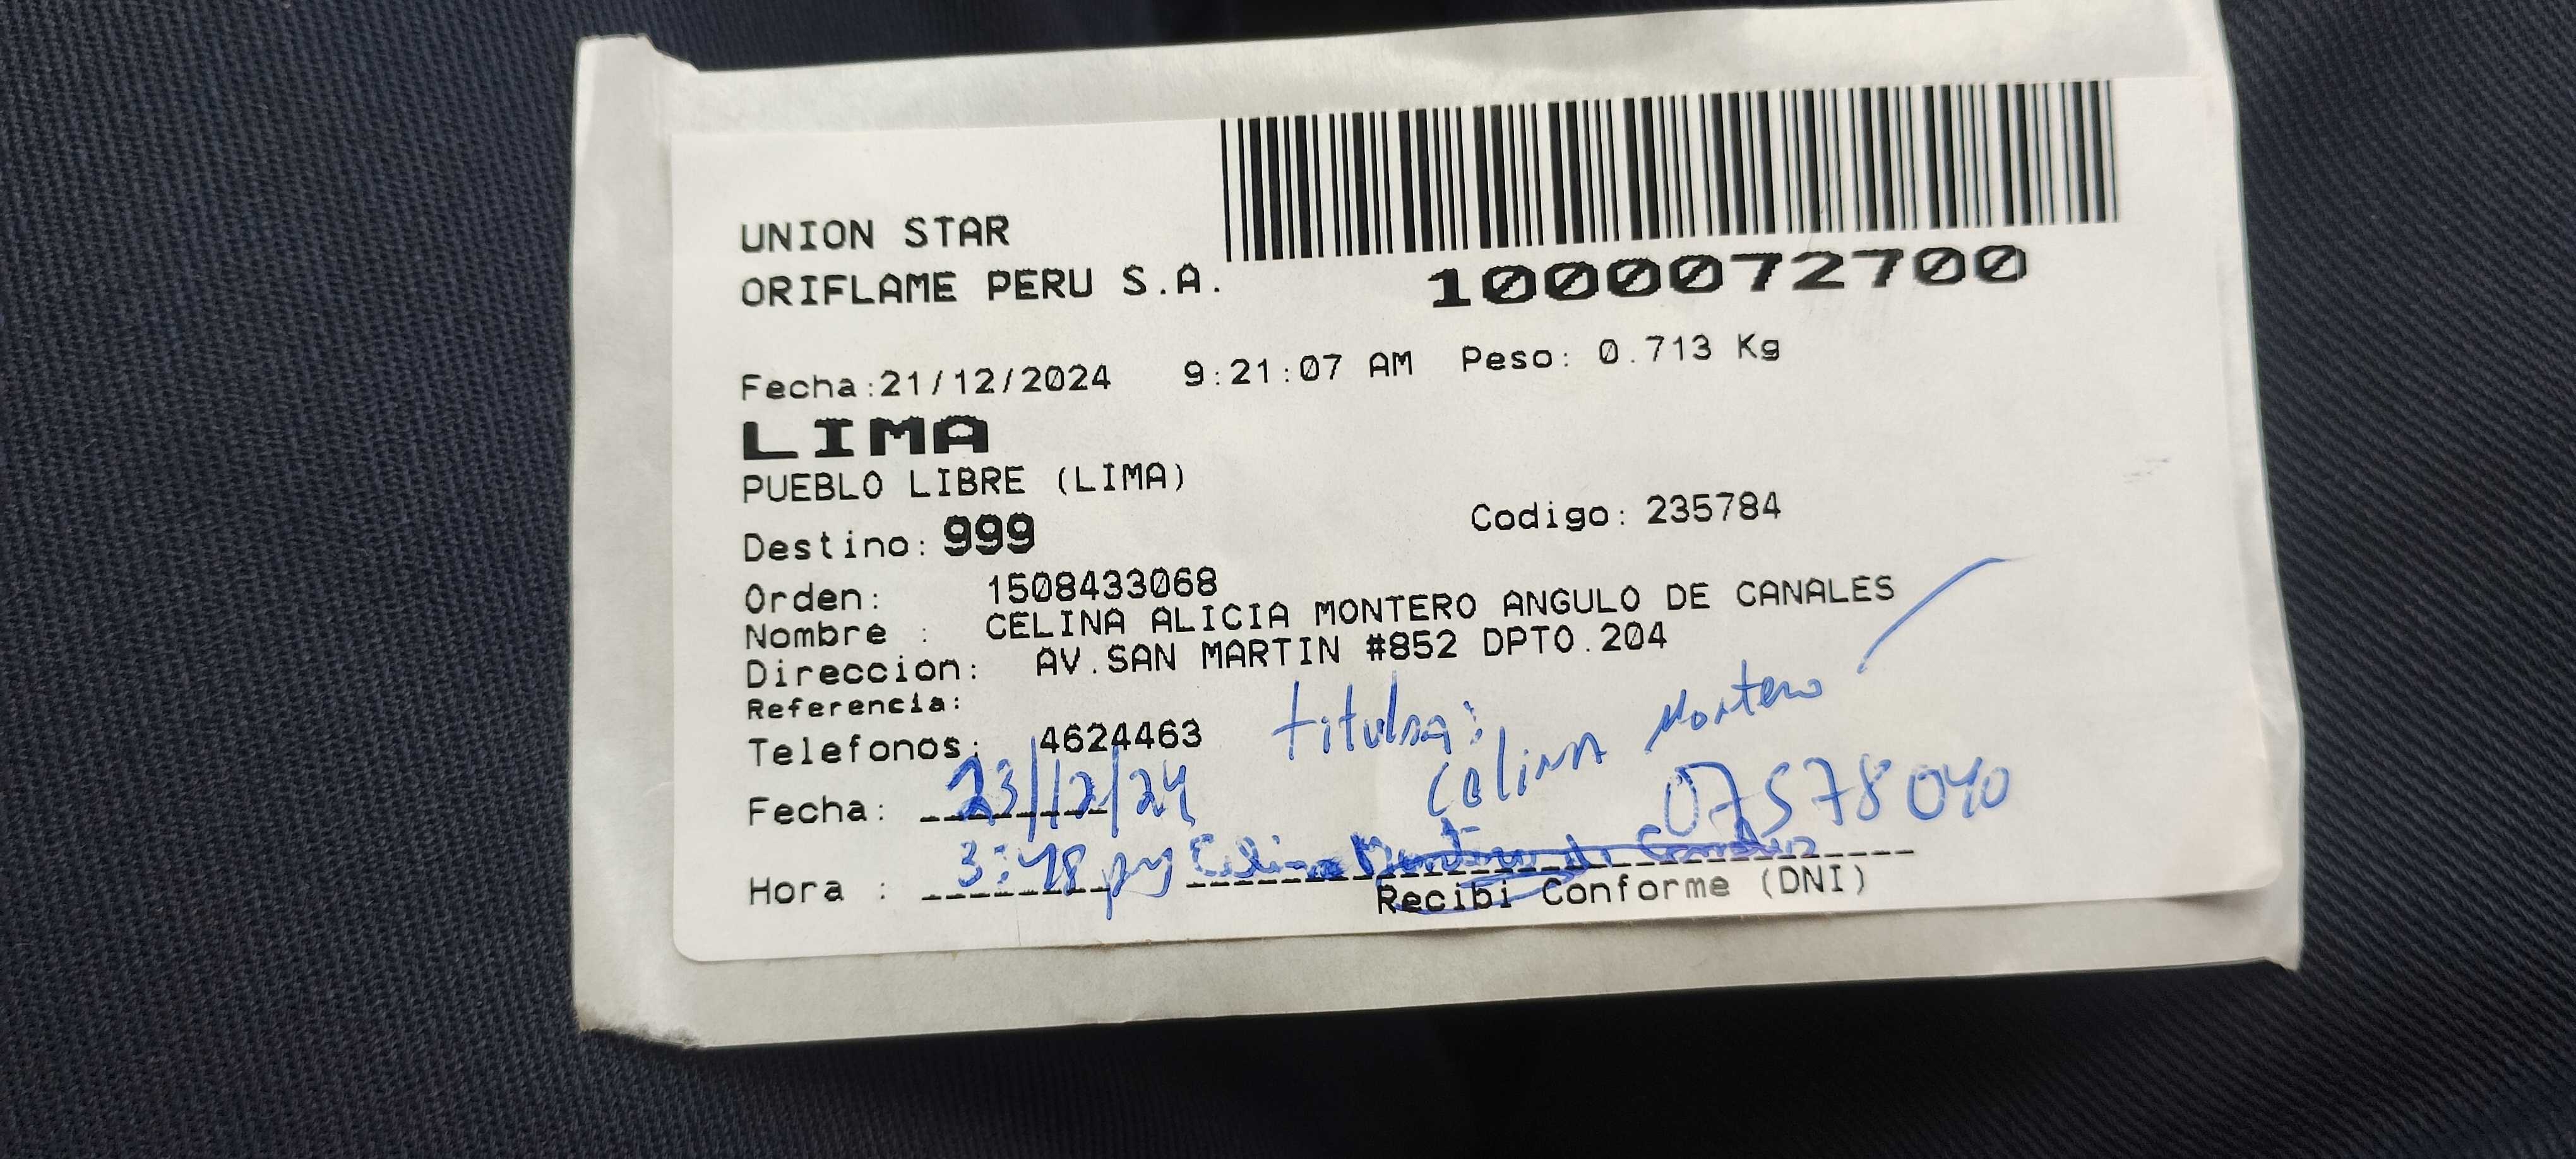 UNION STAR
ORIFLAME PERU S.A.
1000072700
Fecha:21/12/2024 9:21:07 AM Peso: 0.713 Kg
LIMA
PUEBLO LIBRE (LIMA)
Destino: 999 Codigo: 235784
Orden: 1508433068
Nombre : CELINA ALICIA MONTERO ANGULO DE CANALES
Direccion: AV.SAN MARTIN #852 DPTO.204
Referencia:
Telefonos: 4624463
titular:
Celina Montero
Fecha: 23/12/24 07578040
Hora : 3:48 pm Celina Montero de
Recibi Conforme (DNI)